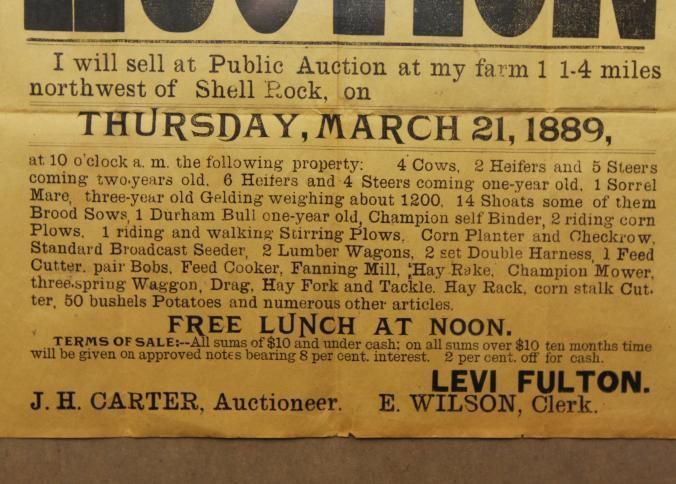 AUCTION
I will sell at Public Auction at my farm 1 1-4 miles
northwest of Shell Rock, on
THURSDAY, MARCH 21, 1889,
at 10 o'clock a. m. the following property: 4 Cows, 2 Heifers and 5 Steers
coming two-years old, 6 Heifers and 4 Steers coming one-year old, 1 Sorrel
Mare, three-year old Gelding weighing about 1200, 14 Shoats some of them
Brood Sows, 1 Durham Bull one-year old, Champion self Binder, 2 riding corn
Plows, 1 riding and walking Stirring Plows, Corn Planter and Checkrow,
Standard Broadcast Seeder, 2 Lumber Wagons, 2 set Double Harness, 1 Feed
Cutter, pair Bobs, Feed Cooker, Fanning Mill, Hay Rake, Champion Mower,
three-spring Waggon, Drag, Hay Fork and Tackle, Hay Rack, corn stalk Cut-
ter, 50 bushels Potatoes and numerous other articles.
FREE LUNCH AT NOON.
TERMS OF SALE:--All sums of $10 and under cash; on all sums over $10 ten months time
will be given on approved notes bearing 8 per cent. interest. 2 per cent. off for cash.
LEVI FULTON.
J. H. CARTER, Auctioneer. E. WILSON, Clerk.